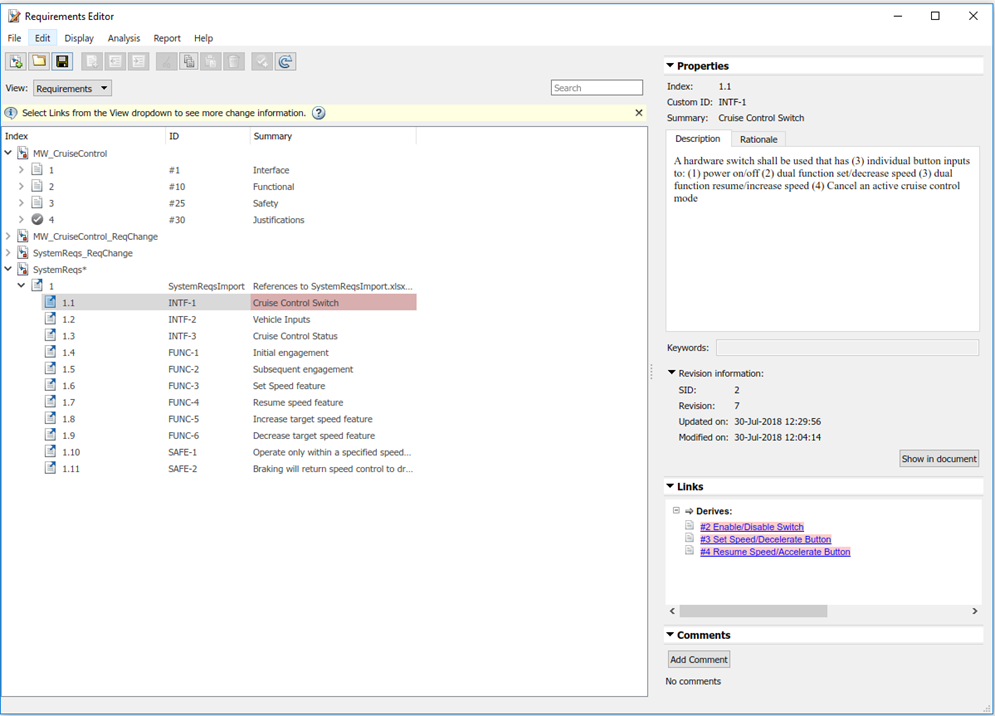 Requirements Editor
File Edit Display Analysis Report Help
View: Requirements
Search
Select Links from the View dropdown to see more change information.
Index ID Summary
MW_CruiseControl
1 #1 Interface
2 #10 Functional
3 #25 Safety
4 #30 Justifications
MW_CruiseControl_ReqChange
SystemReqs_ReqChange
SystemReqs*
1 SystemReqsImport References to SystemReqsImport.xlsx...
1.1 INTF-1 Cruise Control Switch
1.2 INTF-2 Vehicle Inputs
1.3 INTF-3 Cruise Control Status
1.4 FUNC-1 Initial engagement
1.5 FUNC-2 Subsequent engagement
1.6 FUNC-3 Set Speed feature
1.7 FUNC-4 Resume speed feature
1.8 FUNC-5 Increase target speed feature
1.9 FUNC-6 Decrease target speed feature
1.10 SAFE-1 Operate only within a specified speed...
1.11 SAFE-2 Braking will return speed control to dr...
Properties
Index: 1.1
Custom ID: INTF-1
Summary: Cruise Control Switch
Description Rationale
A hardware switch shall be used that has (3) individual button inputs
to: (1) power on/off (2) dual function set/decrease speed (3) dual
function resume/increase speed (4) Cancel an active cruise control
mode
Keywords:
Revision information:
SID: 2
Revision: 7
Updated on: 30-Jul-2018 12:29:56
Modified on: 30-Jul-2018 12:04:14
Show in document
Links
Derives:
#2 Enable/Disable Switch
#3 Set Speed/Decelerate Button
#4 Resume Speed/Accelerate Button
Comments
Add Comment
No comments